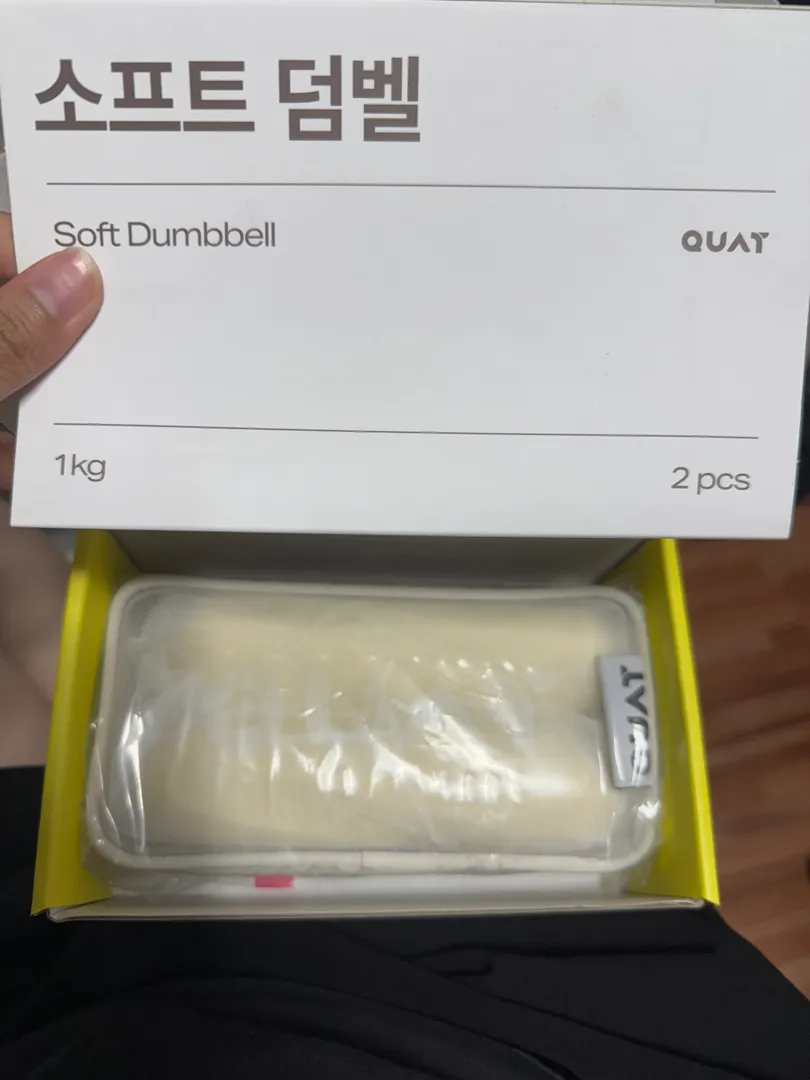 소프트 덤벨
Soft Dumbbell
QUAT
1kg
2 pcs
QUAT